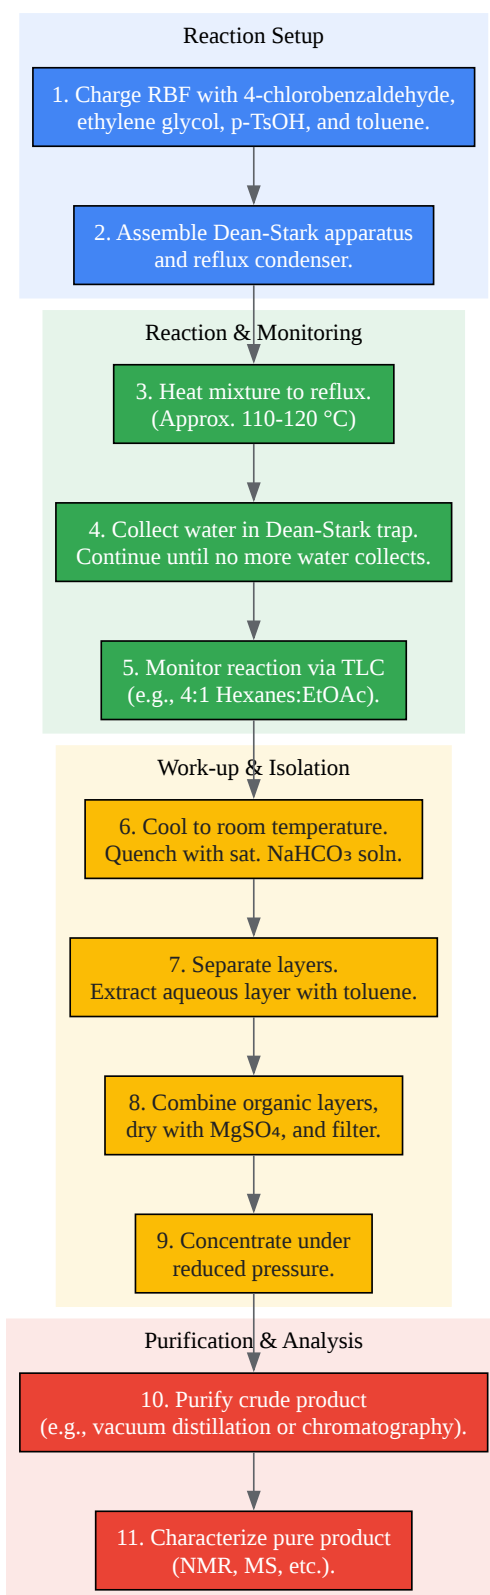 Reaction Setup
1. Charge RBF with 4-chlorobenzaldehyde,
ethylene glycol, p-TsOH, and toluene.
2. Assemble Dean-Stark apparatus
and reflux condenser.
Reaction & Monitoring
3. Heat mixture to reflux.
(Approx. 110-120 °C)
4. Collect water in Dean-Stark trap.
Continue until no more water collects.
5. Monitor reaction via TLC
(e.g., 4:1 Hexanes:EtOAc).
Work-up & Isolation
6. Cool to room temperature.
Quench with sat. NaHCO₃ soln.
7. Separate layers.
Extract aqueous layer with toluene.
8. Combine organic layers,
dry with MgSO₄, and filter.
9. Concentrate under
reduced pressure.
Purification & Analysis
10. Purify crude product
(e.g., vacuum distillation or chromatography).
11. Characterize pure product
(NMR, MS, etc.).